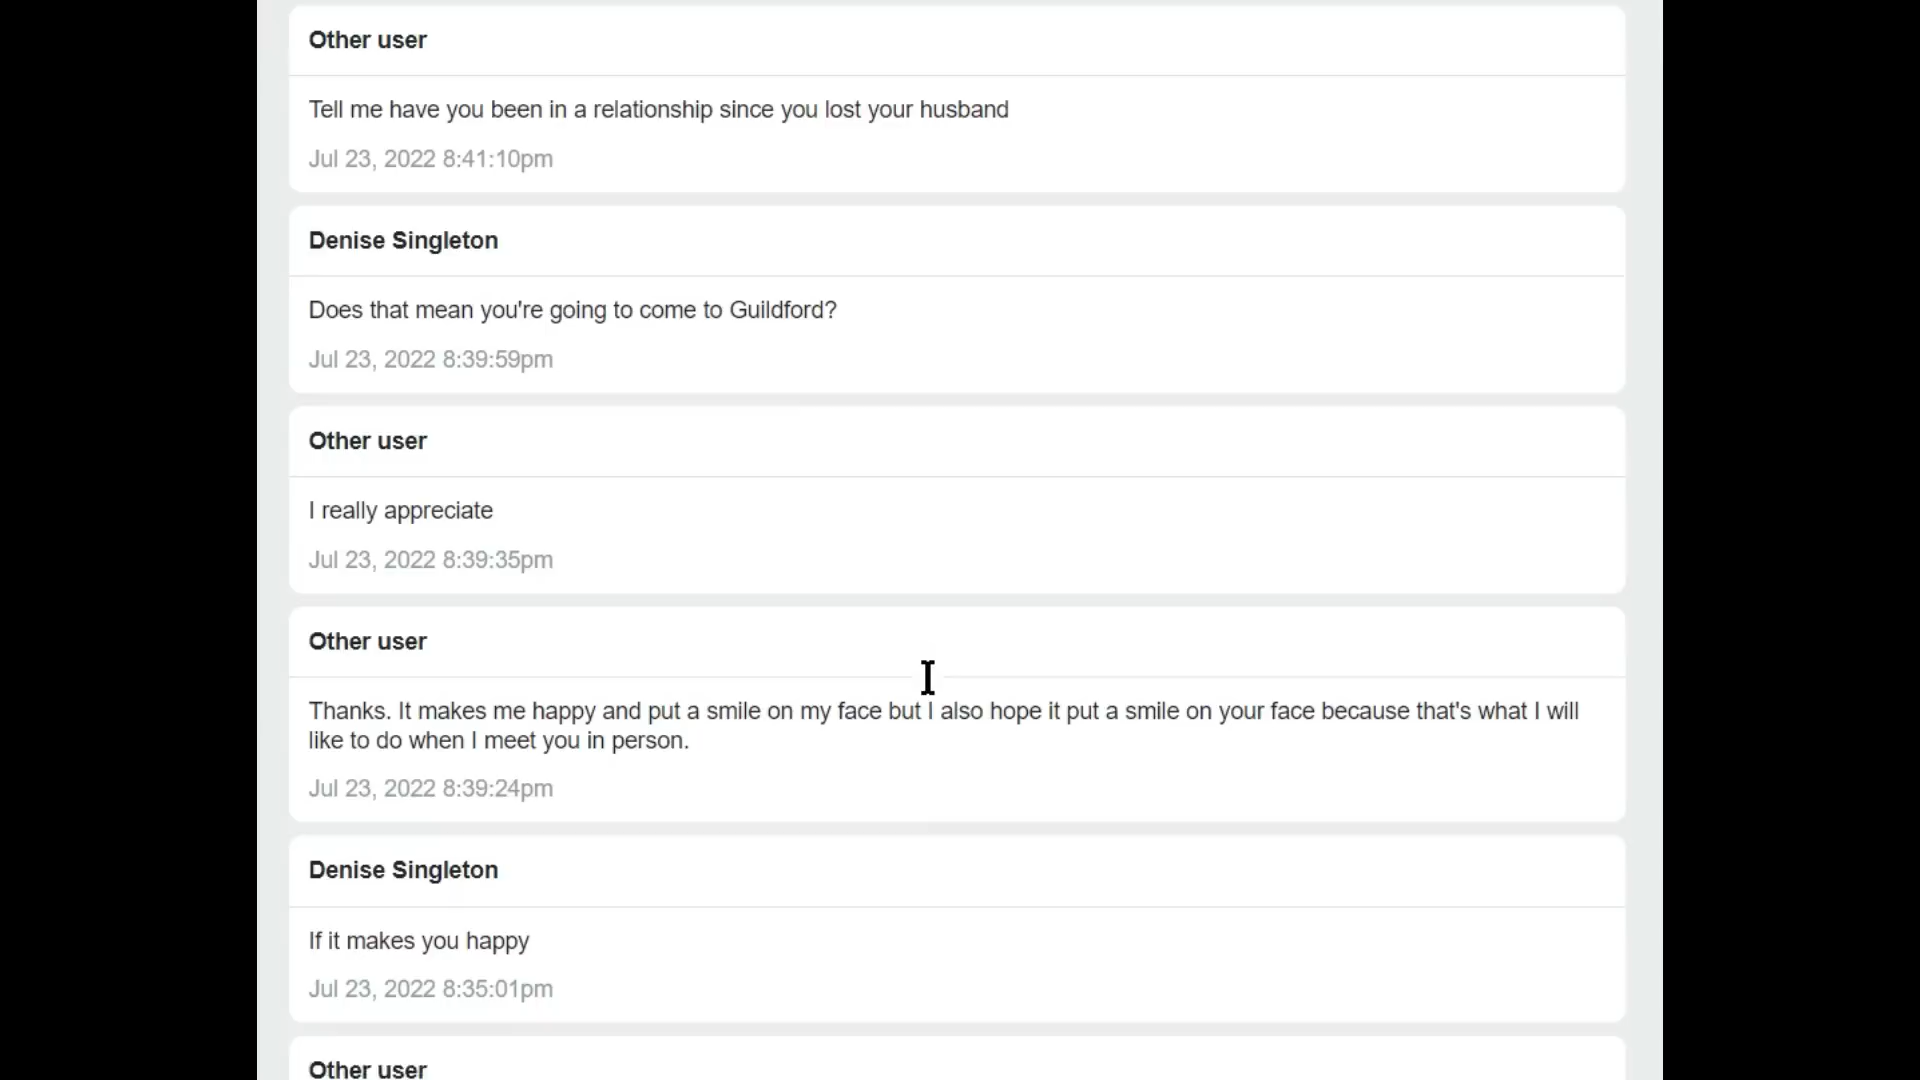 Other user
Tell me have you been in a relationship since you lost your husband
Jul 23, 2022 8:41:10pm
Denise Singleton
Does that mean you're going to come to Guildford?
Jul 23, 2022 8:39:59pm
Other user
I really appreciate
Jul 23, 2022 8:39:35pm
Other user
Thanks. It makes me happy and put a smile on my face but I also hope it put a smile on your face because that's what I will
like to do when I meet you in person.
Jul 23, 2022 8:39:24pm
Denise Singleton
If it makes you happy
Jul 23, 2022 8:35:01pm
Other user